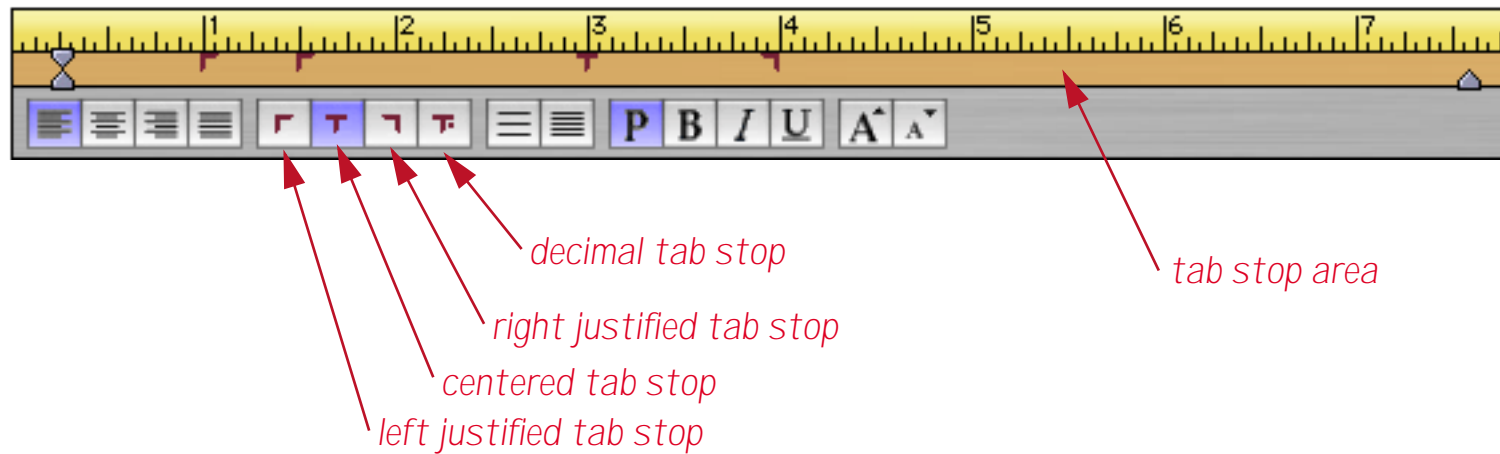 1 2 3 4 5 6 7
P B I U A A
decimal tab stop
tab stop area
right justified tab stop
centered tab stop
left justified tab stop